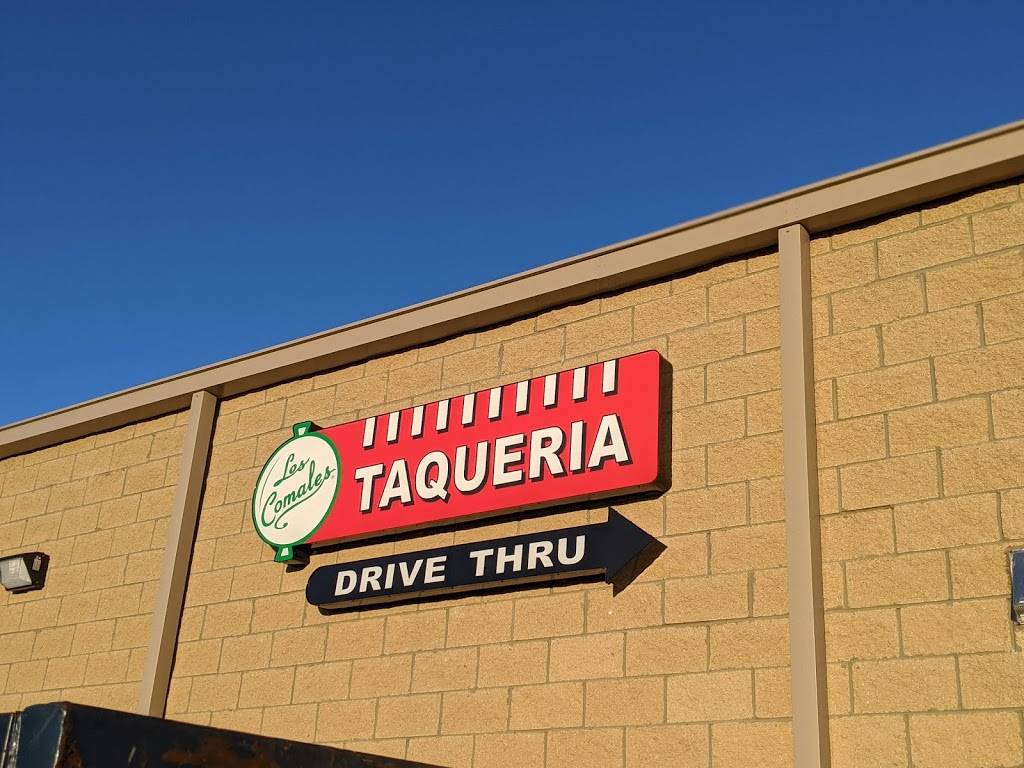 Los
Comales®
TAQUERIA
DRIVE THRU